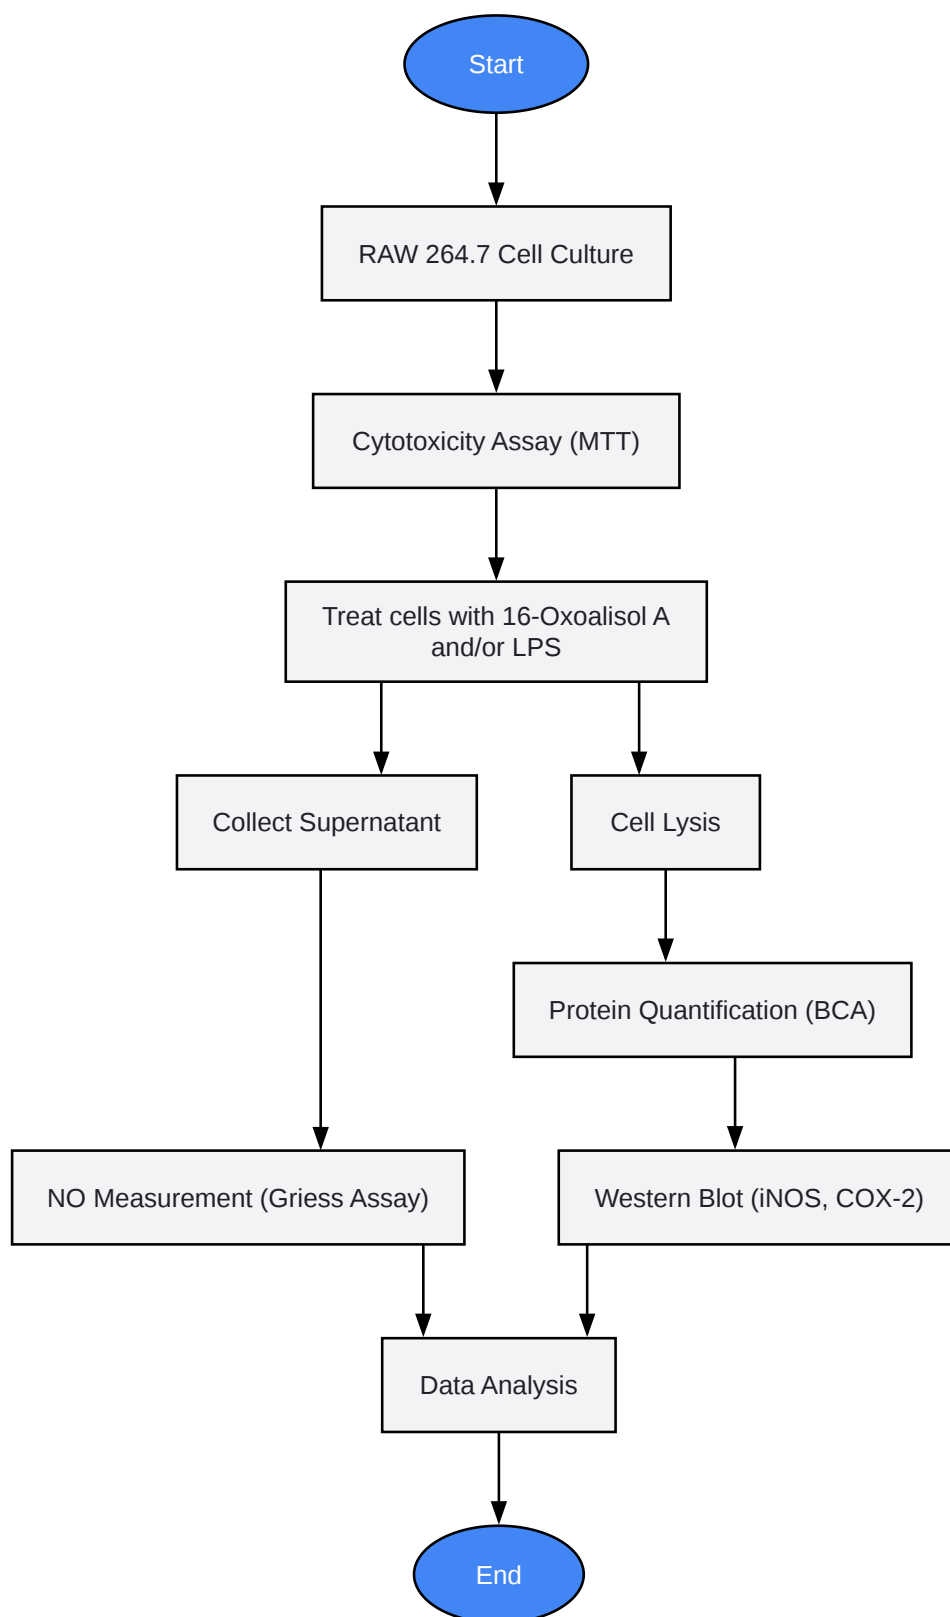 Start
RAW 264.7 Cell Culture
Cytotoxicity Assay (MTT)
Treat cells with 16-Oxoalisol A
and/or LPS
Collect Supernatant
Cell Lysis
Protein Quantification (BCA)
NO Measurement (Griess Assay)
Western Blot (iNOS, COX-2)
Data Analysis
End